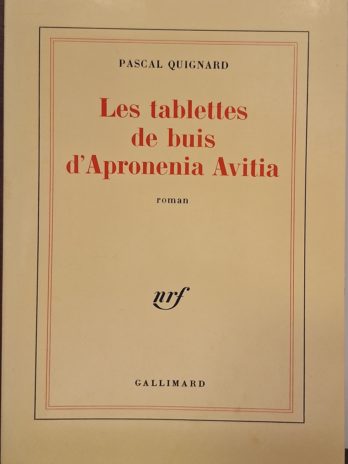 PASCAL QUIGNARD
Les tablettes
de buis
d'Apronenia Avitia
roman
nrf
GALLIMARD